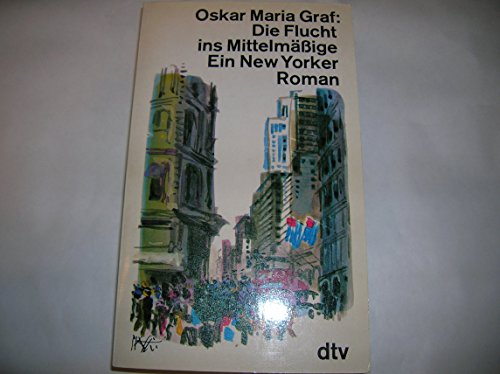 Oskar Maria Graf:
Die Flucht
ins Mittelmäßige
Ein New Yorker
Roman
dtv